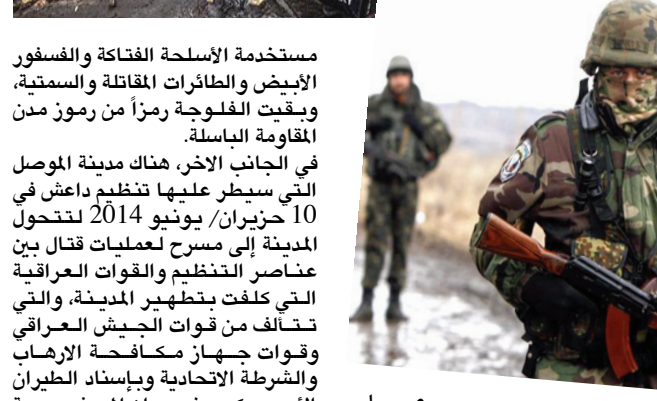 مستخدمة الأسلحة الفتاكة والفسفور
الأبيض والطائرات المقاتلة والسمتية،
وبقيت الفلوجة رمزاً من رموز مدن
المقاومة الباسلة.
في الجانب الاخر، هناك مدينة الموصل
التي سيطر عليها تنظيم داعش في
10 حزيران/ يونيو 2014 لتتحول
المدينة إلى مسرح لعمليات قتال بين
عناصر التنظيم والقوات العراقية
التي كلفت بتطهير المدينة، والتي
تتألف من قوات الجيش العراقي
وقوات جهاز مكافحة الارهاب
والشرطة الاتحادية وبإسناد الطيران